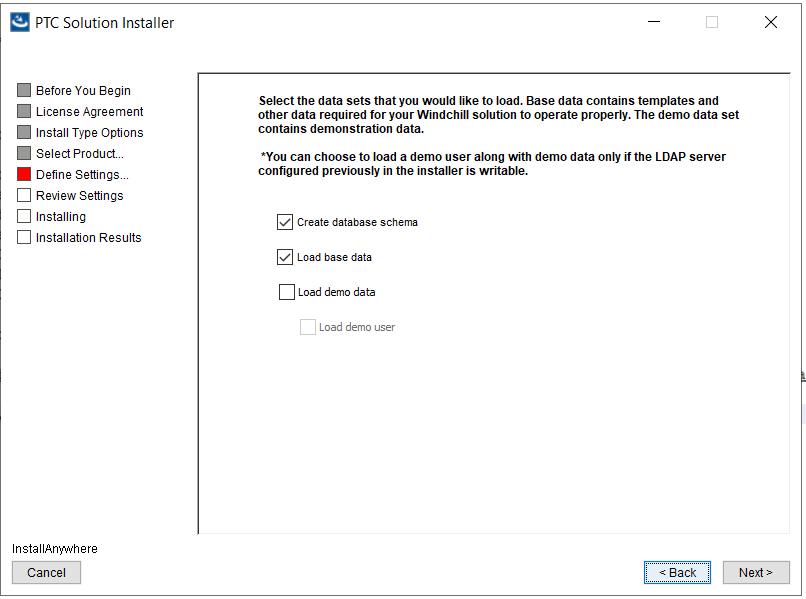 PTC Solution Installer
Before You Begin
License Agreement
Install Type Options
Select Product...
Define Settings...
Review Settings
Installing
Installation Results
Select the data sets that you would like to load. Base data contains templates and
other data required for your Windchill solution to operate properly. The demo data set
contains demonstration data.
*You can choose to load a demo user along with demo data only if the LDAP server
configured previously in the installer is writable.
Create database schema
Load base data
Load demo data
Load demo user
InstallAnywhere
Cancel
< Back
Next >